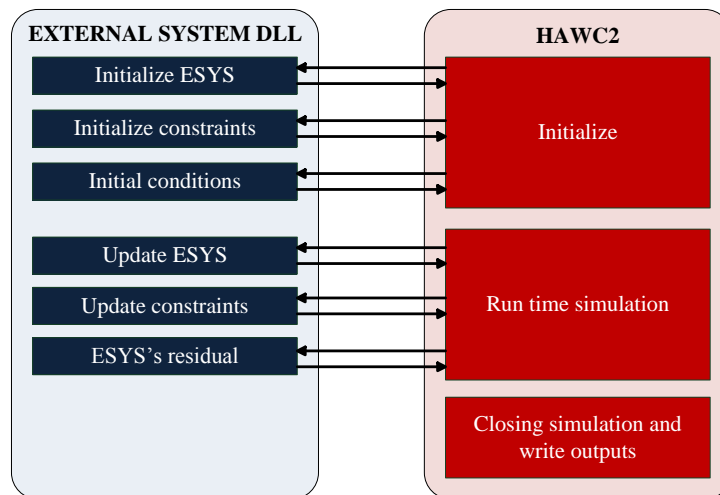 EXTERNAL SYSTEM DLL
Initialize ESYS
Initialize constraints
Initial conditions
Update ESYS
Update constraints
ESYS's residual
HAWC2
Initialize
Run time simulation
Closing simulation and
write outputs